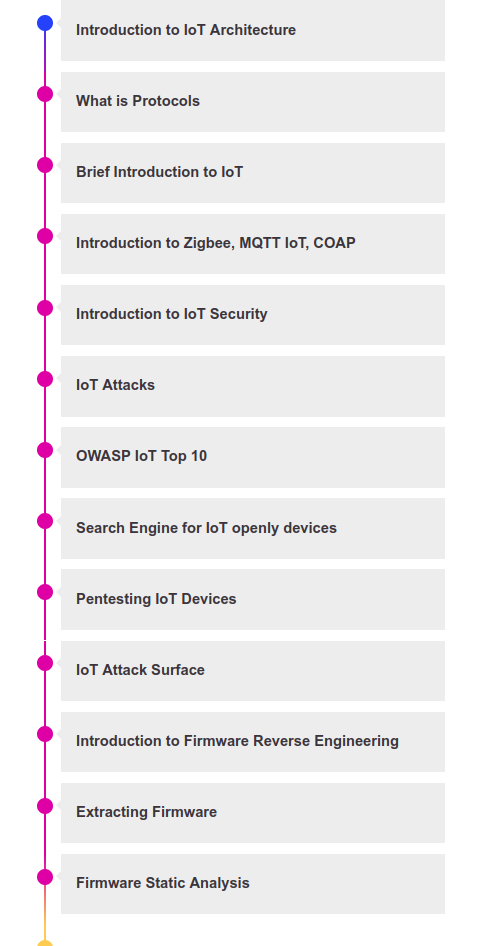 Introduction to IoT Architecture
What is Protocols
Brief Introduction to IoT
Introduction to Zigbee, MQTT IoT, COAP
Introduction to IoT Security
IoT Attacks
OWASP IoT Top 10
Search Engine for IoT openly devices
Pentesting IoT Devices
IoT Attack Surface
Introduction to Firmware Reverse Engineering
Extracting Firmware
Firmware Static Analysis